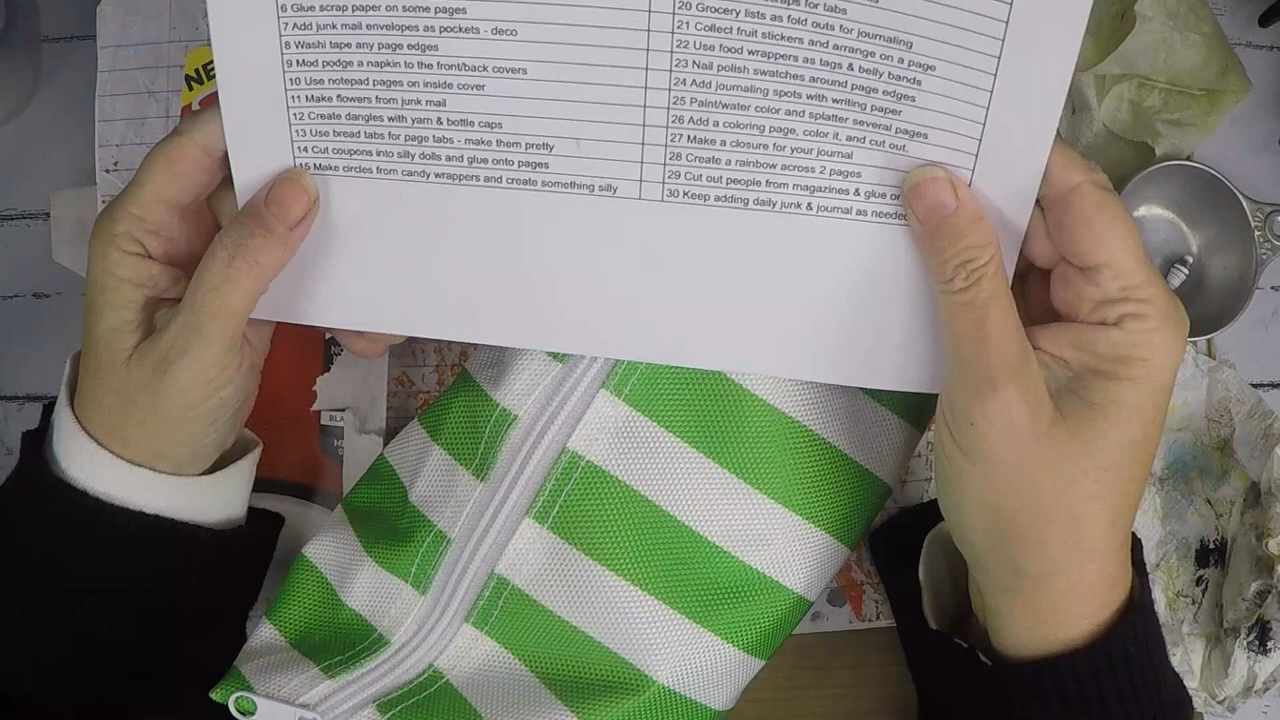 6 Glue scrap paper on some pages
7 Add junk mail envelopes as pockets - deco
8 Washi tape any page edges
9 Mod podge a napkin to the front/back covers
10 Use notepad pages on inside cover
11 Make flowers from junk mail
12 Create dangles with yarn & bottle caps
13 Use bread tabs for page tabs - make them pretty
14 Cut coupons into silly dolls and glue onto pages
15 Make circles from candy wrappers and create something silly
for tabs
20 Grocery lists as fold outs for journaling
21 Collect fruit stickers and arrange on a page
22 Use food wrappers as tags & belly bands
23 Nail polish swatches around page edges
24 Add journaling spots with writing paper
25 Paint/water color and splatter several pages
26 Add a coloring page, color it, and cut out.
27 Make a closure for your journal
28 Create a rainbow across 2 pages
29 Cut out people from magazines & glue
30 Keep adding daily junk & journal as needed
NE
BLA